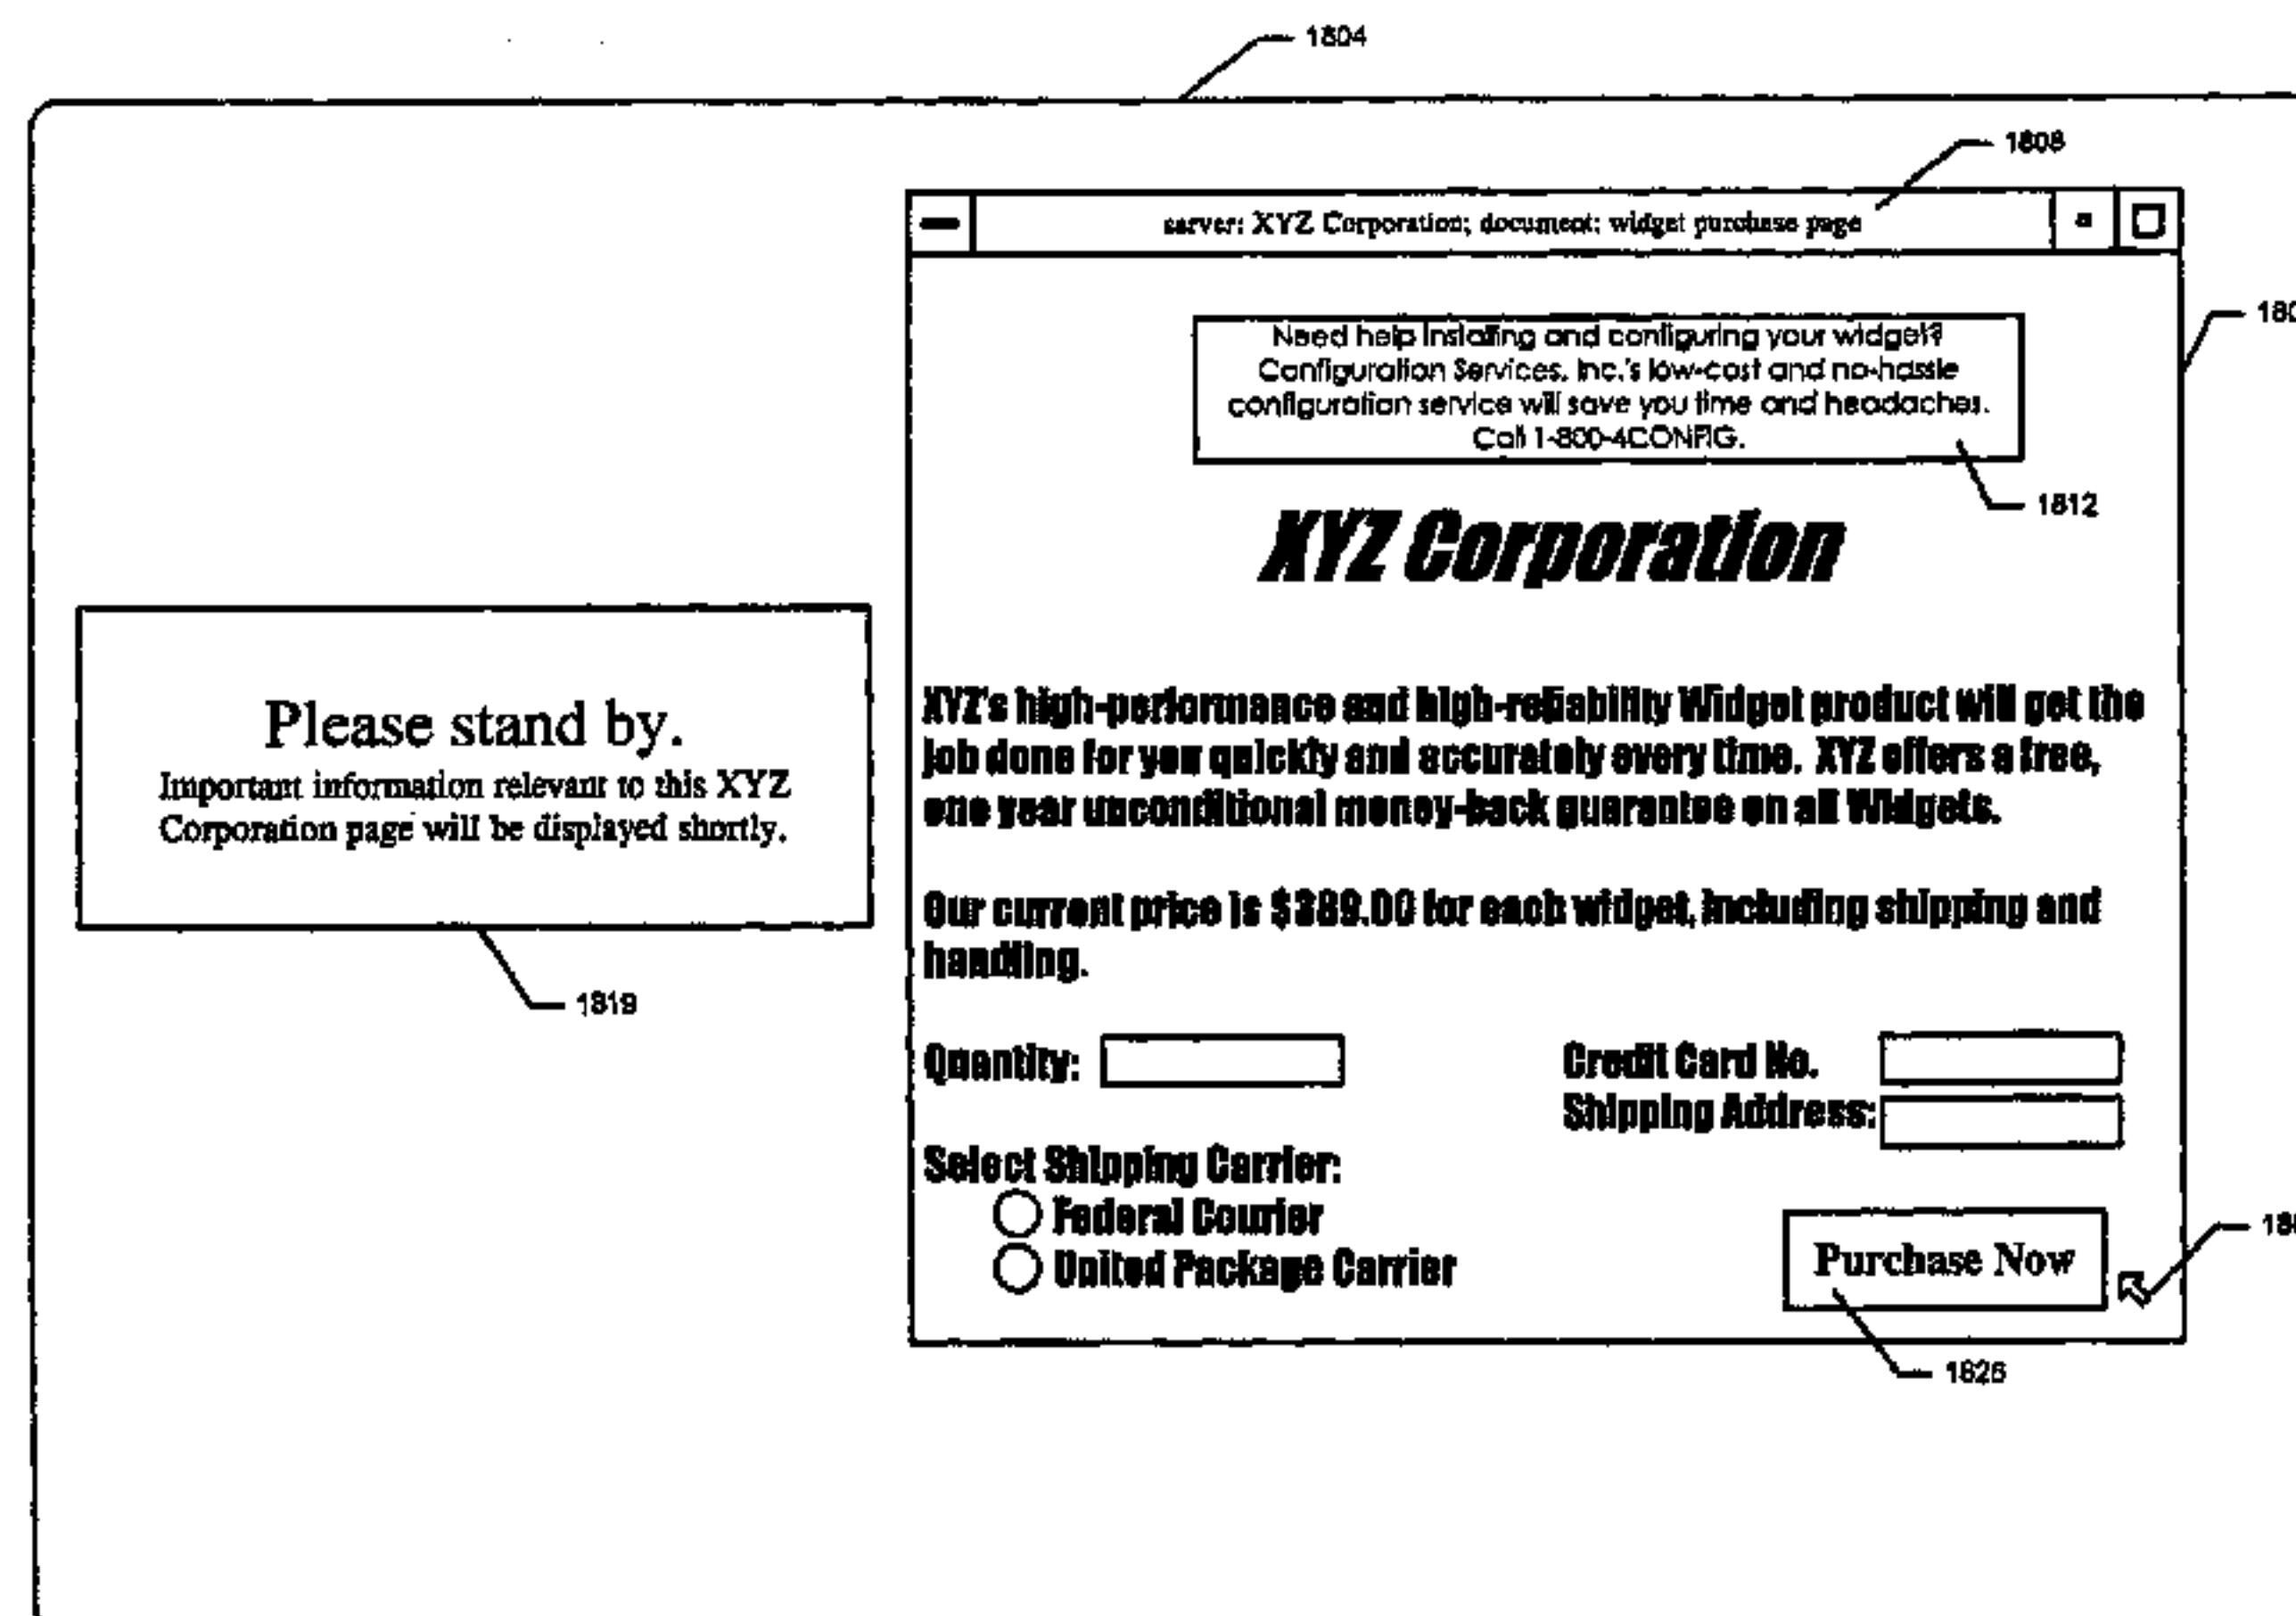 1804
1808
server: XYZ Corporation; document: widget purchase page
Need help installing and configuring your widget?
Configuration Services, Inc.'s low-cost and no-hassle
configuration service will save you time and headaches.
Call 1-800-4CONFIG.
1812
XYZ Corporation
Please stand by.
Important information relevant to this XYZ
Corporation page will be displayed shortly.
1819
XYZ's high-performance and high-reliability Widget product will get the
job done for you quickly and accurately every time. XYZ offers a free,
one year unconditional money-back guarantee on all Widgets.
Our current price is $389.00 for each widget, including shipping and
handling.
Quantity:
Credit Card No.
Shipping Address:
Select Shipping Carrier:
Federal Courier
United Package Carrier
Purchase Now